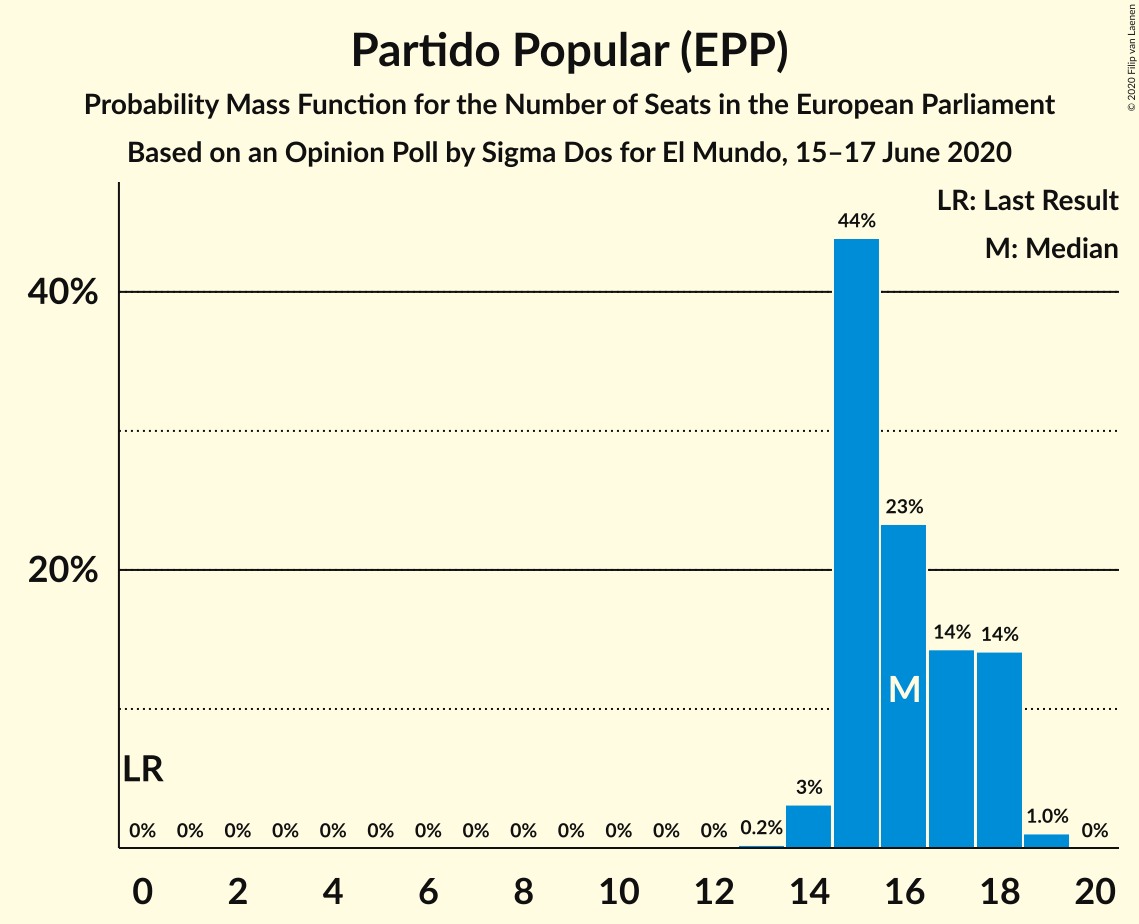 Partido Popular (EPP)
Probability Mass Function for the Number of Seats in the European Parliament
Based on an Opinion Poll by Sigma Dos for El Mundo, 15–17 June 2020
© 2020 Filip van Laenen
LR: Last Result
M: Median
44%
40%
23%
20%
14% 14%
M
LR
3%
0% 0% 0% 0% 0% 0% 0% 0% 0% 0% 0% 0% 0% 0.2% 1.0% 0%
0 2 4 6 8 10 12 14 16 18 20